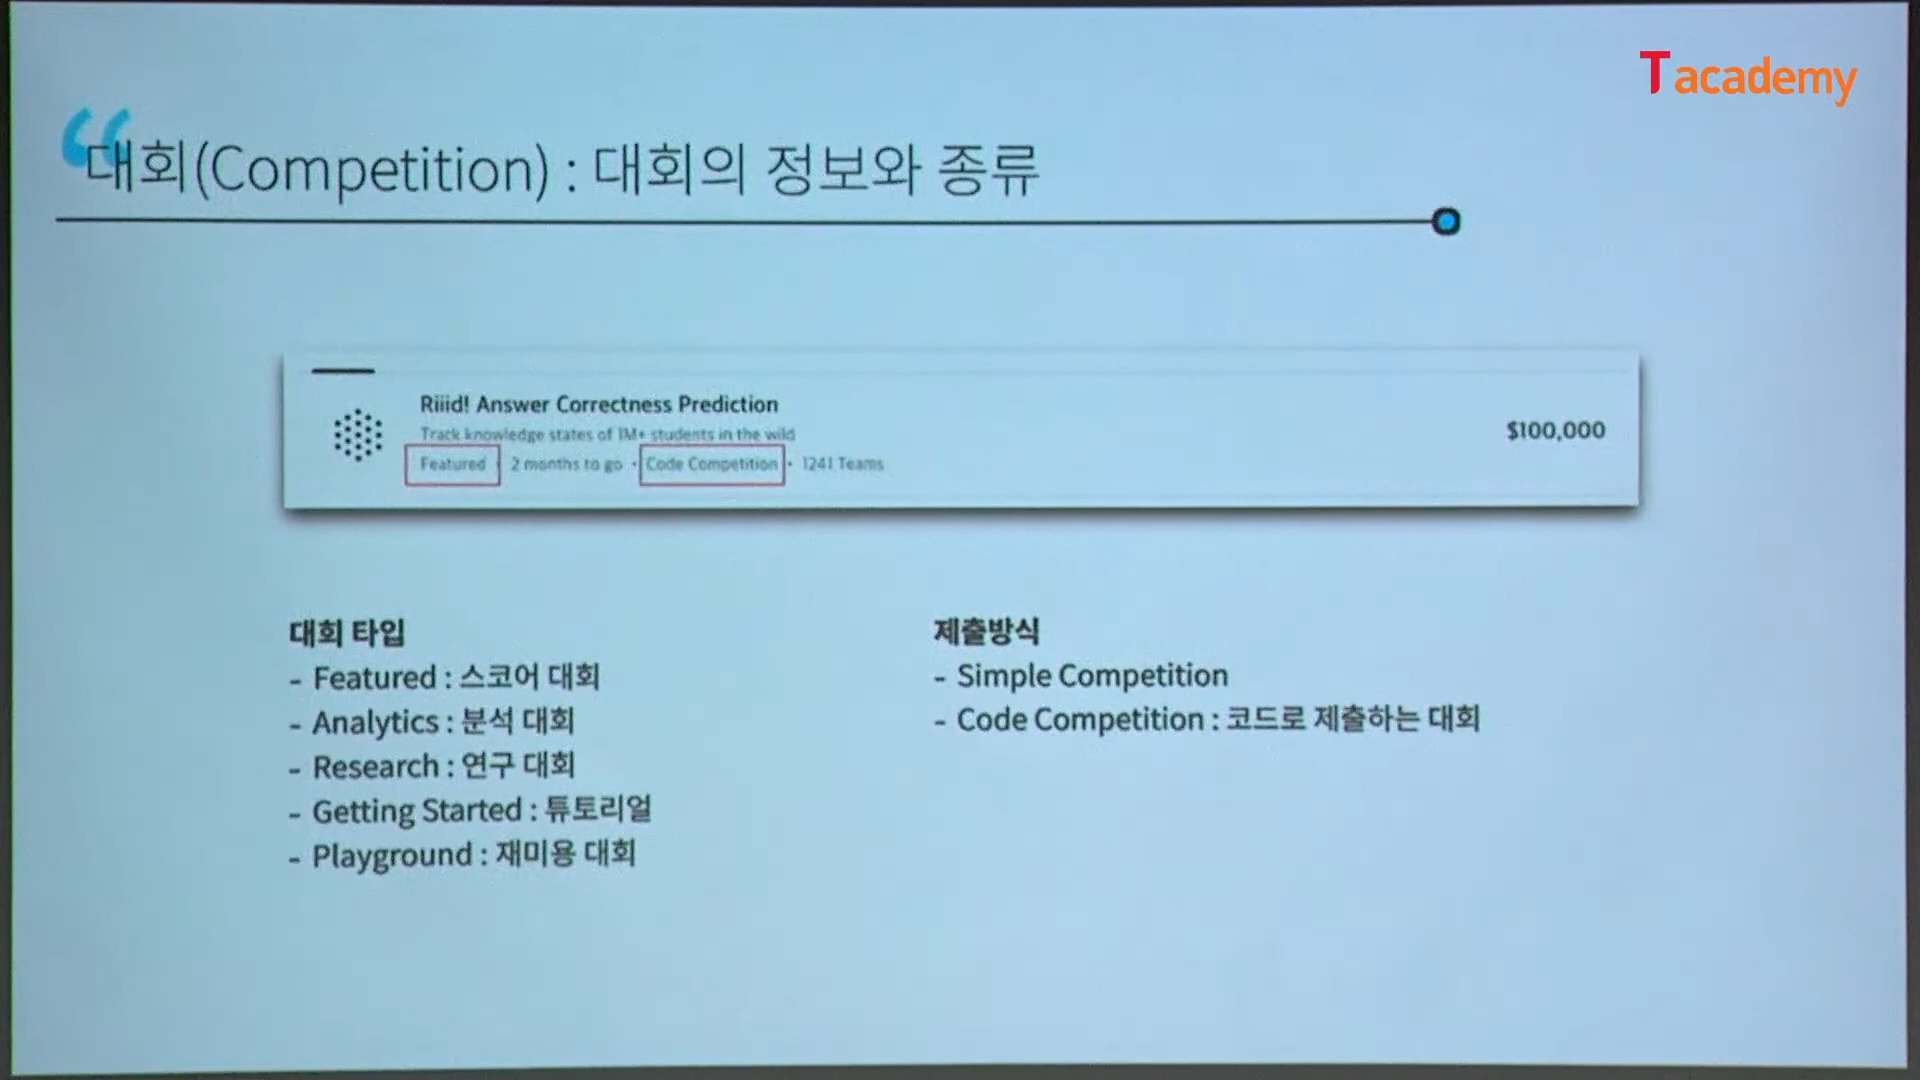 T academy
대회(Competition) : 대회의 정보와 종류
Riiid! Answer Correctness Prediction
Track knowledge states of 1M+ students in the wild
Featured · 2 months to go · Code Competition · 1241 Teams
$100,000
대회 타입
- Featured : 스코어 대회
- Analytics : 분석 대회
- Research : 연구 대회
- Getting Started : 튜토리얼
- Playground : 재미용 대회
제출방식
- Simple Competition
- Code Competition : 코드로 제출하는 대회